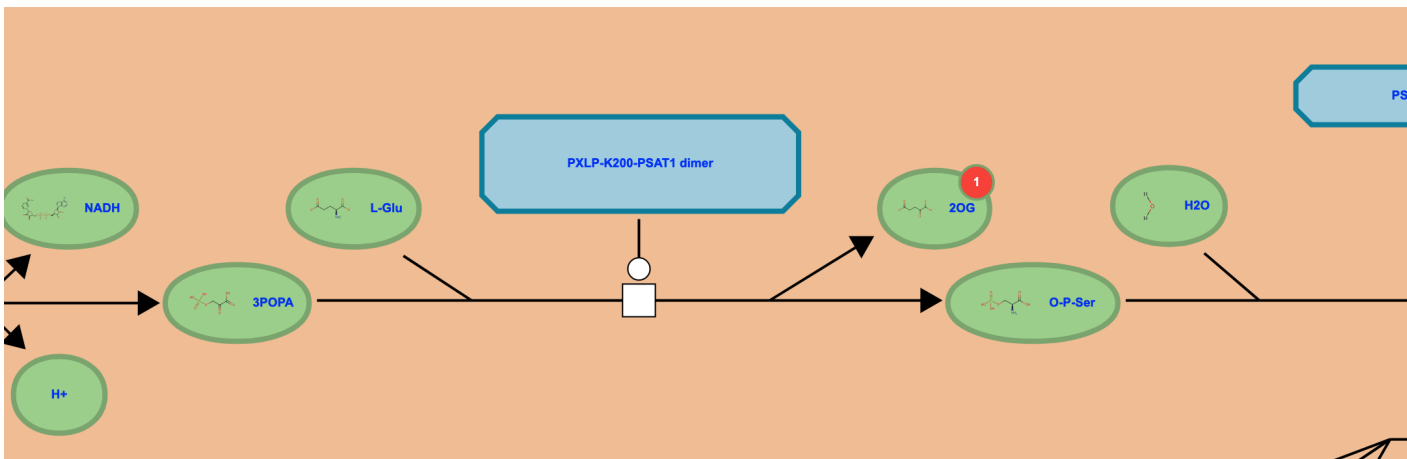 PS
PXLP-K200-PSAT1 dimer
NADH
L-Glu
1
2OG
H2O
3POPA
O-P-Ser
H+